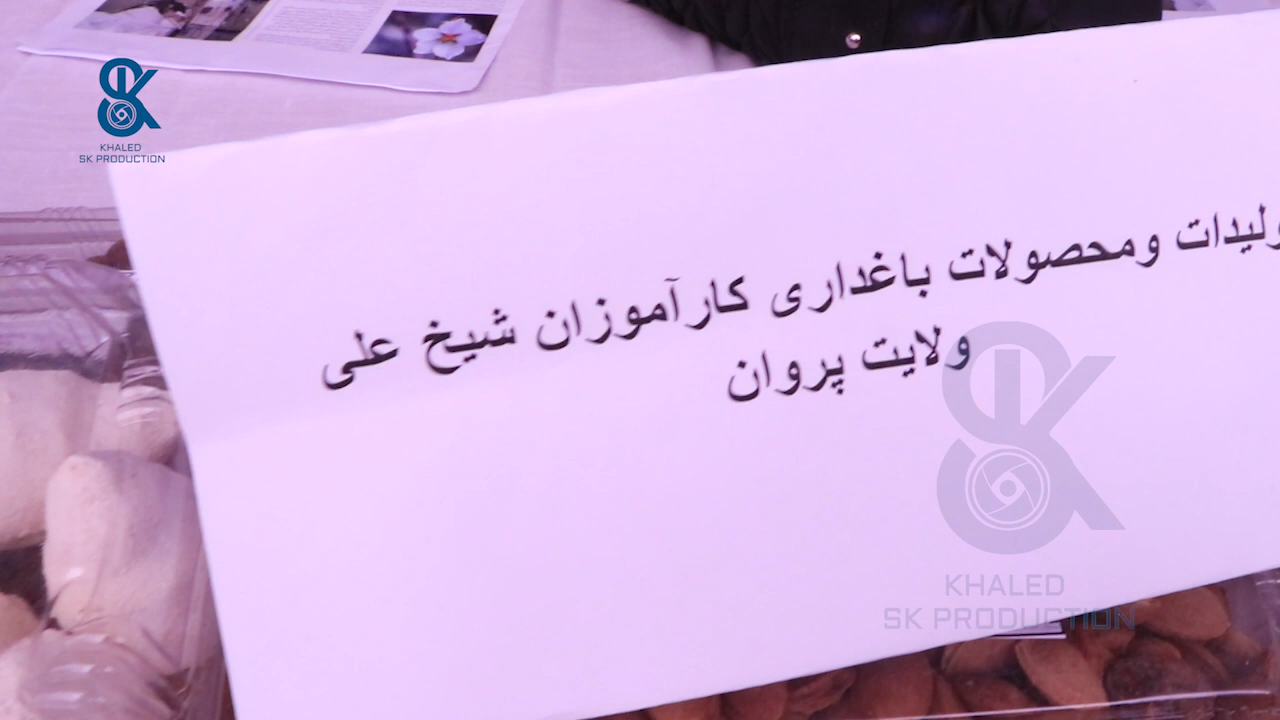 KHALED
SK PRODUCTION
ولیدات ومحصولات باغداری کارآموزان شیخ علی
ولایت پروان
KHALED
SK PRODUCTION